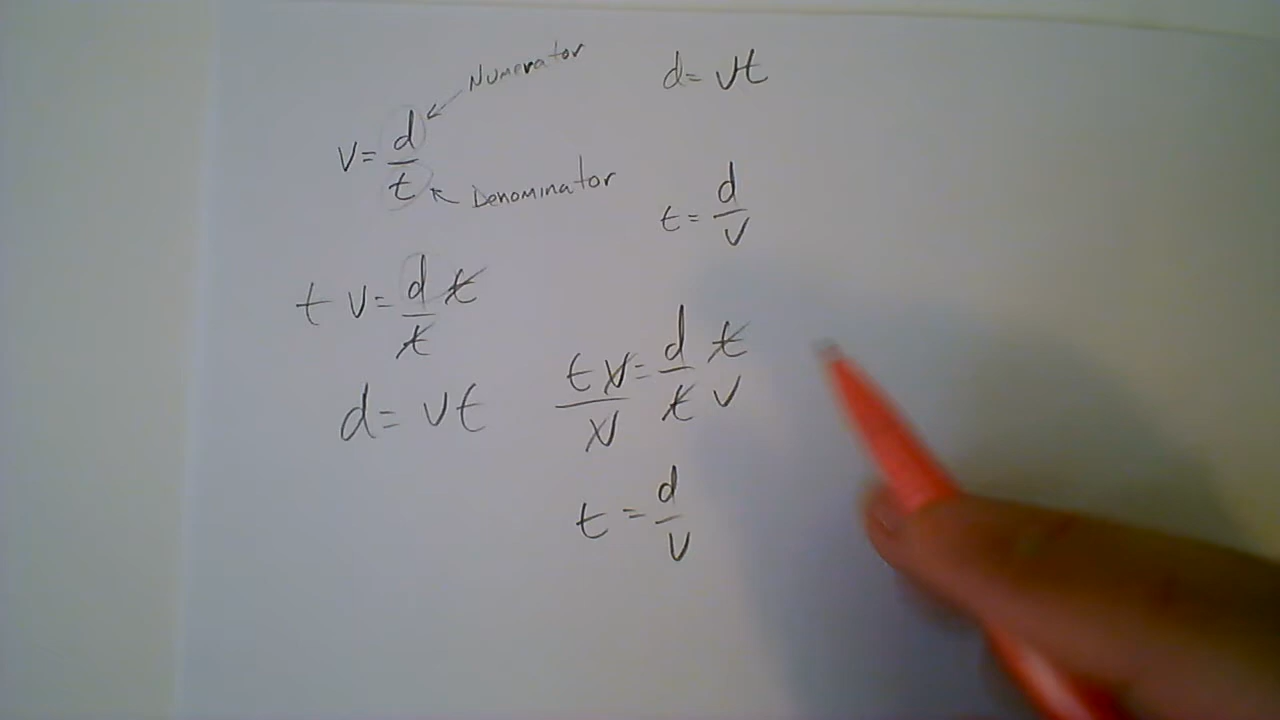 Numerator
v = d/t
Denominator
t v = d/t t
d = vt
d = vt
t = d/v
t v/v = d/t t/v
t = d/v